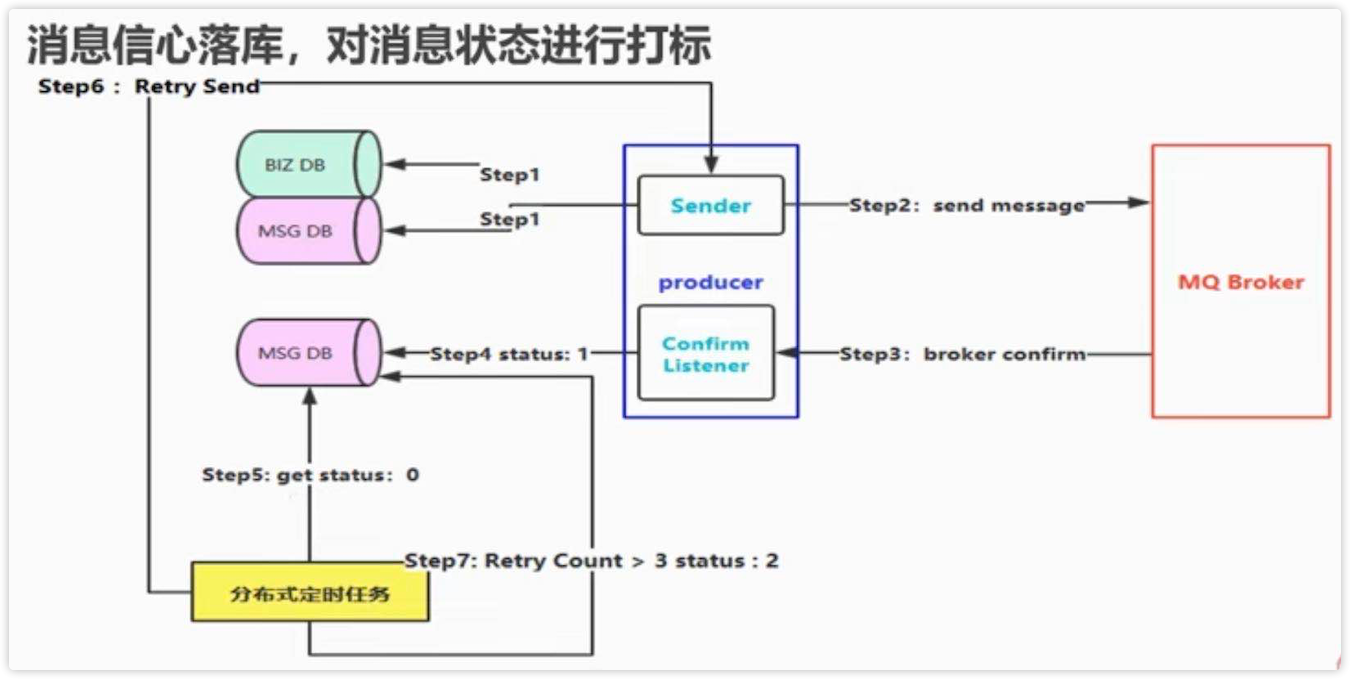 消息信心落库，对消息状态进行打标
Step6： Retry Send
BIZ DB
Step1
MSG DB
Step1
Sender
Step2：send message
producer
MQ Broker
MSG DB
Step4 status: 1
Confirm
Listener
Step3：broker confirm
Step5: get status：0
Step7: Retry Count > 3 status : 2
分布式定时任务